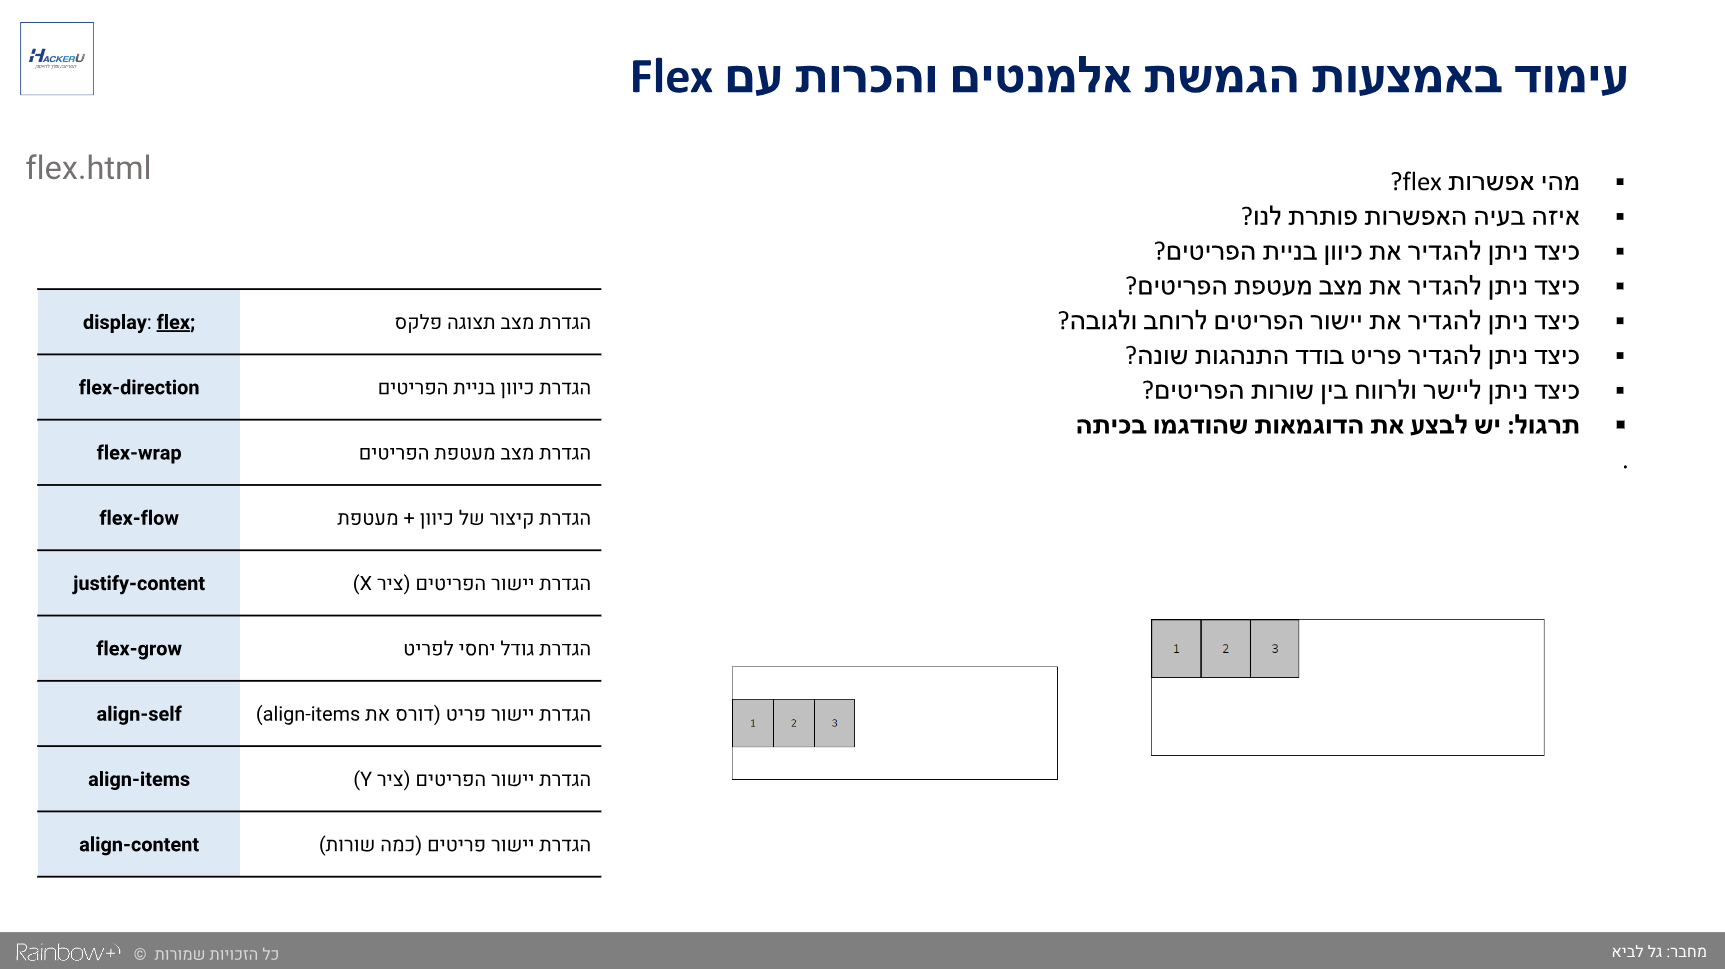 HACKERU
עימוד באמצעות הגמשת אלמנטים והכרות עם Flex
flex.html
▪ מהי אפשרות flex?
▪ איזה בעיה האפשרות פותרת לנו?
▪ כיצד ניתן להגדיר את כיוון בניית הפריטים?
▪ כיצד ניתן להגדיר את מצב מעטפת הפריטים?
▪ כיצד ניתן להגדיר את יישור הפריטים לרוחב ולגובה?
▪ כיצד ניתן להגדיר פריט בודד התנהגות שונה?
▪ כיצד ניתן ליישר ולרווח בין שורות הפריטים?
▪ תרגול: יש לבצע את הדוגמאות שהודגמו בכיתה
.
display: flex; הגדרת מצב תצוגה פלקס
flex-direction הגדרת כיוון בניית הפריטים
flex-wrap הגדרת מצב מעטפת הפריטים
flex-flow הגדרת קיצור של כיוון + מעטפת
justify-content הגדרת יישור הפריטים (ציר X)
flex-grow הגדרת גודל יחסי לפריט
align-self הגדרת יישור פריט (דורס את align-items)
align-items הגדרת יישור הפריטים (ציר Y)
align-content הגדרת יישור פריטים (כמה שורות)
1 2 3
1 2 3
מחבר: גל לביא
כל הזכויות שמורות ©
Rainbow+